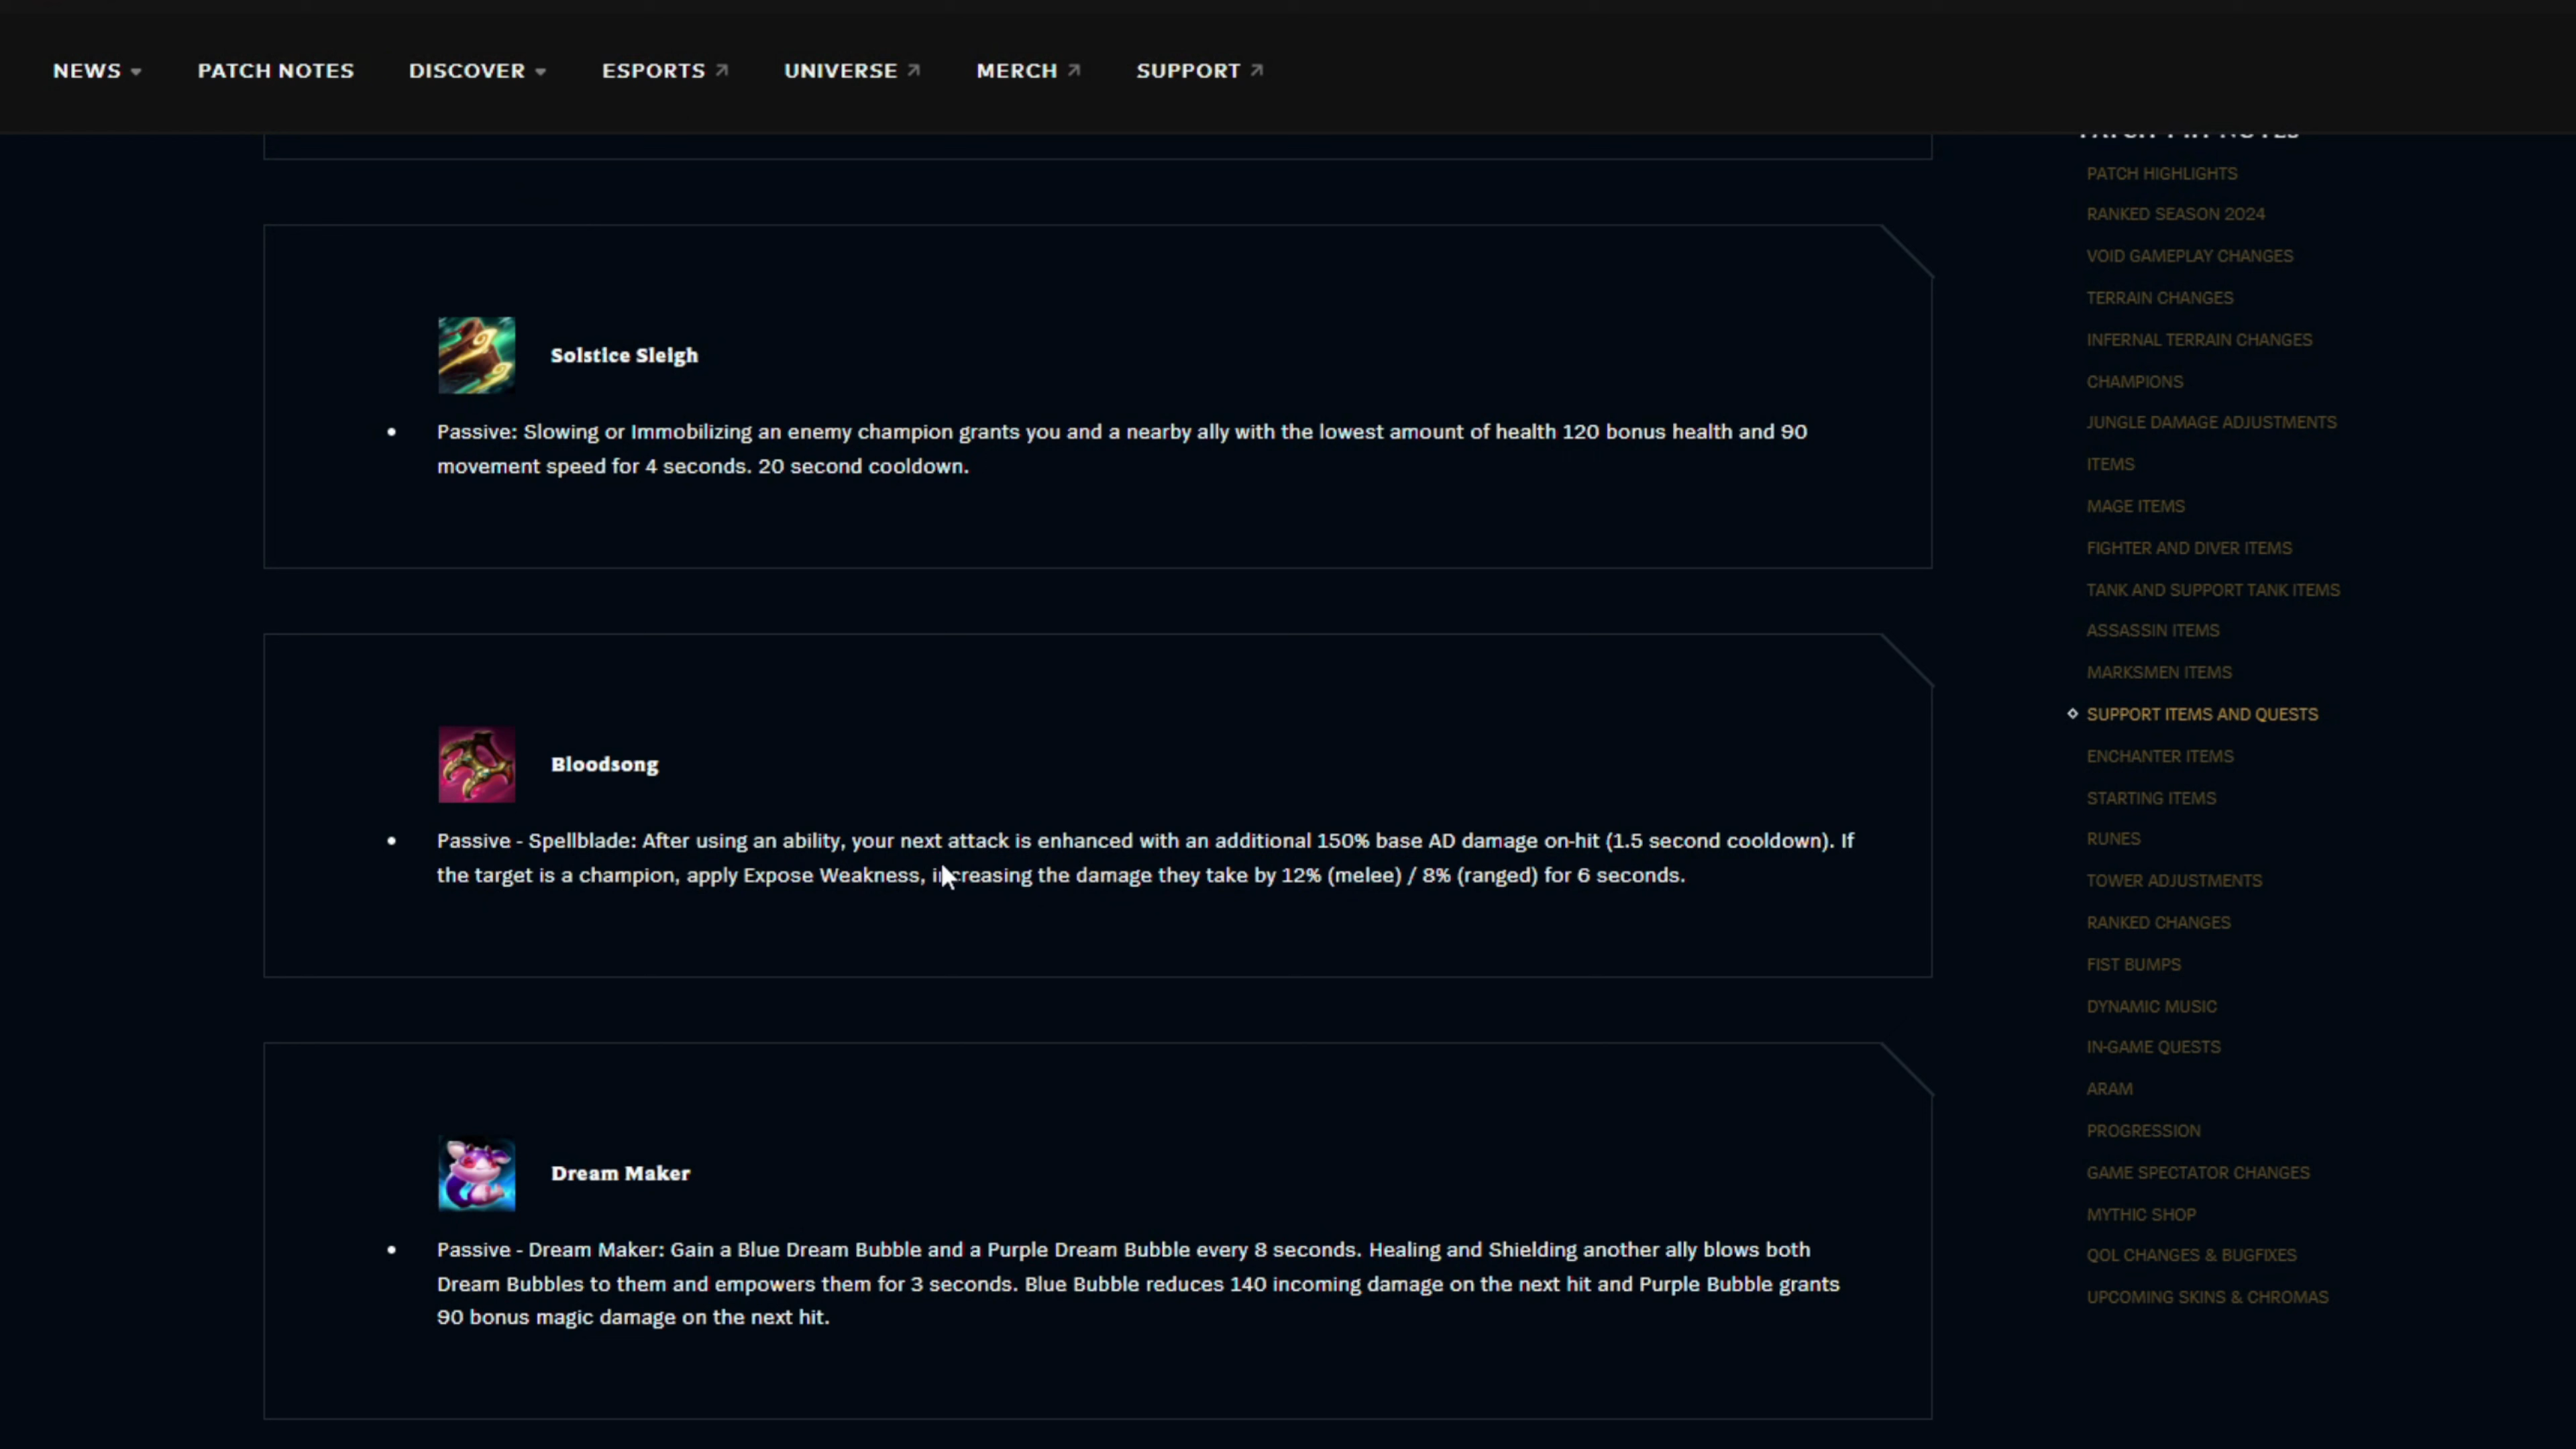 NEWS
PATCH NOTES
DISCOVER
ESPORTS
UNIVERSE
MERCH
SUPPORT
Solstice Sleigh
Passive: Slowing or Immobilizing an enemy champion grants you and a nearby ally with the lowest amount of health 120 bonus health and 90
movement speed for 4 seconds. 20 second cooldown.
Bloodsong
Passive - Spellblade: After using an ability, your next attack is enhanced with an additional 150% base AD damage on-hit (1.5 second cooldown). If
the target is a champion, apply Expose Weakness, increasing the damage they take by 12% (melee) / 8% (ranged) for 6 seconds.
Dream Maker
Passive - Dream Maker: Gain a Blue Dream Bubble and a Purple Dream Bubble every 8 seconds. Healing and Shielding another ally blows both
Dream Bubbles to them and empowers them for 3 seconds. Blue Bubble reduces 140 incoming damage on the next hit and Purple Bubble grants
90 bonus magic damage on the next hit.
PATCH HIGHLIGHTS
RANKED SEASON 2024
VOID GAMEPLAY CHANGES
TERRAIN CHANGES
INFERNAL TERRAIN CHANGES
CHAMPIONS
JUNGLE DAMAGE ADJUSTMENTS
ITEMS
MAGE ITEMS
FIGHTER AND DIVER ITEMS
TANK AND SUPPORT TANK ITEMS
ASSASSIN ITEMS
MARKSMEN ITEMS
SUPPORT ITEMS AND QUESTS
ENCHANTER ITEMS
STARTING ITEMS
RUNES
TOWER ADJUSTMENTS
RANKED CHANGES
FIST BUMPS
DYNAMIC MUSIC
IN-GAME QUESTS
ARAM
PROGRESSION
GAME SPECTATOR CHANGES
MYTHIC SHOP
QOL CHANGES & BUGFIXES
UPCOMING SKINS & CHROMAS